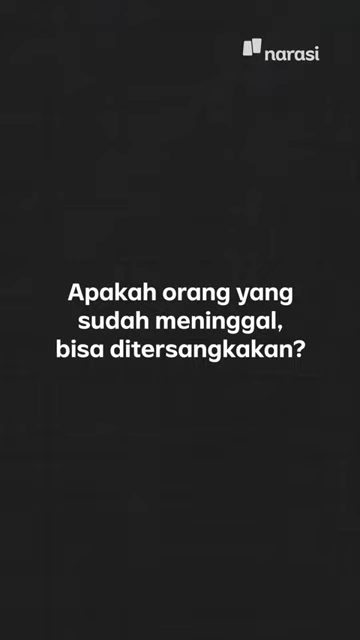 narasi
Apakah orang yang
sudah meninggal,
bisa ditersangkakan?